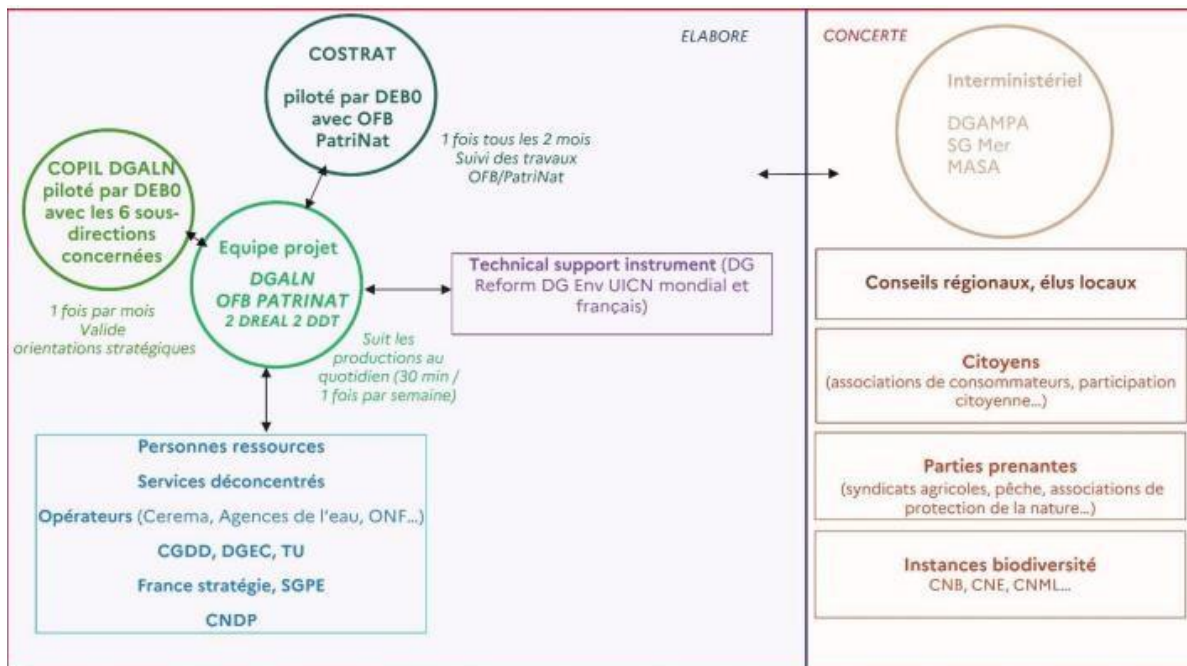 ELABORE
COSTRAT
piloté par DEB0
avec OFB
PatriNat
1 fois tous les 2 mois
Suivi des travaux
OFB/PatriNat
COPIL DGALN
piloté par DEB0
avec les 6 sous-
directions
concernées
1 fois par mois
Valide
orientations stratégiques
Equipe projet
DGALN
OFB PATRINAT
2 DREAL 2 DDT
Suit les
productions au
quotidien (30 min /
1 fois par semaine)
Technical support instrument (DG
Reform DG Env UICN mondial et
français)
Personnes ressources
Services déconcentrés
Opérateurs (Cerema, Agences de l'eau, ONF...)
CGDD, DGEC, TU
France stratégie, SGPE
CNDP
CONCERTE
Interministériel
DGAMPA
SG Mer
MASA
Conseils régionaux, élus locaux
Citoyens
(associations de consommateurs, participation
citoyenne...)
Parties prenantes
(syndicats agricoles, pêche, associations de
protection de la nature...)
Instances biodiversité
CNB, CNE, CNML...